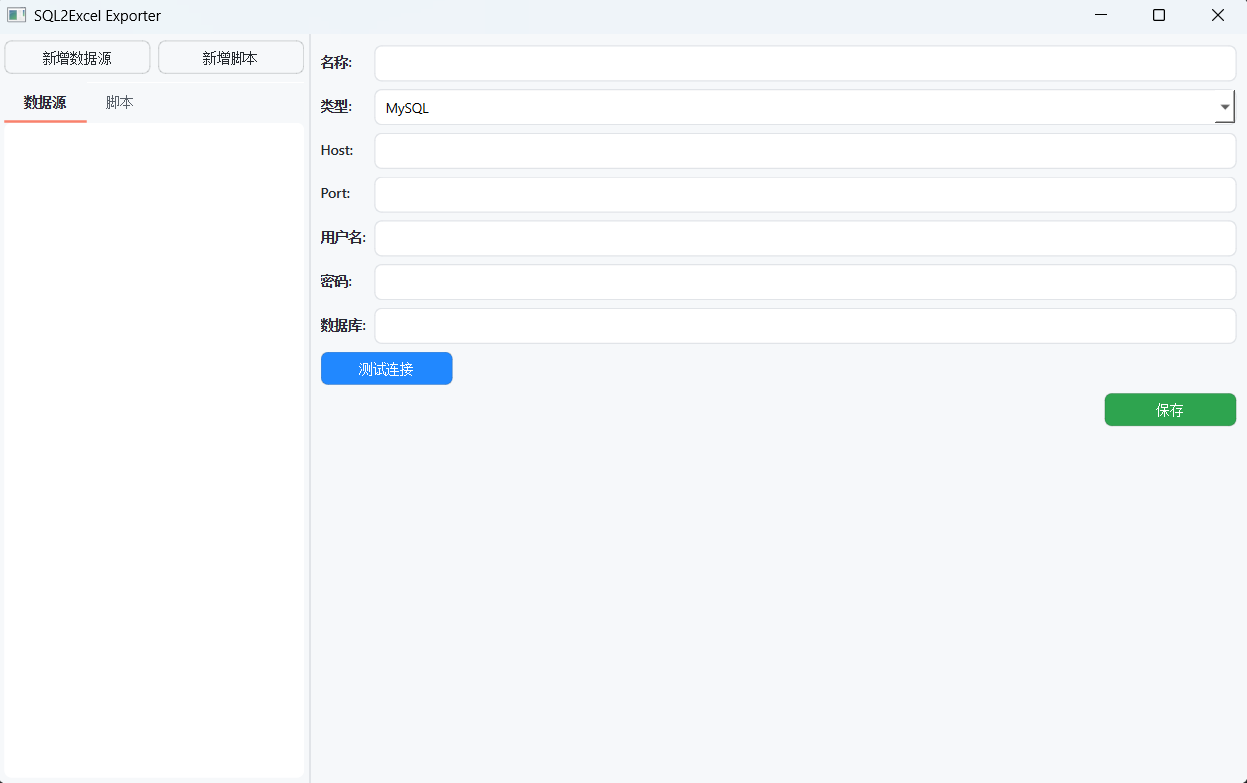 SQL2Excel Exporter
新增数据源 新增脚本
数据源 脚本
名称:
类型: MySQL
Host:
Port:
用户名:
密码:
数据库:
测试连接
保存